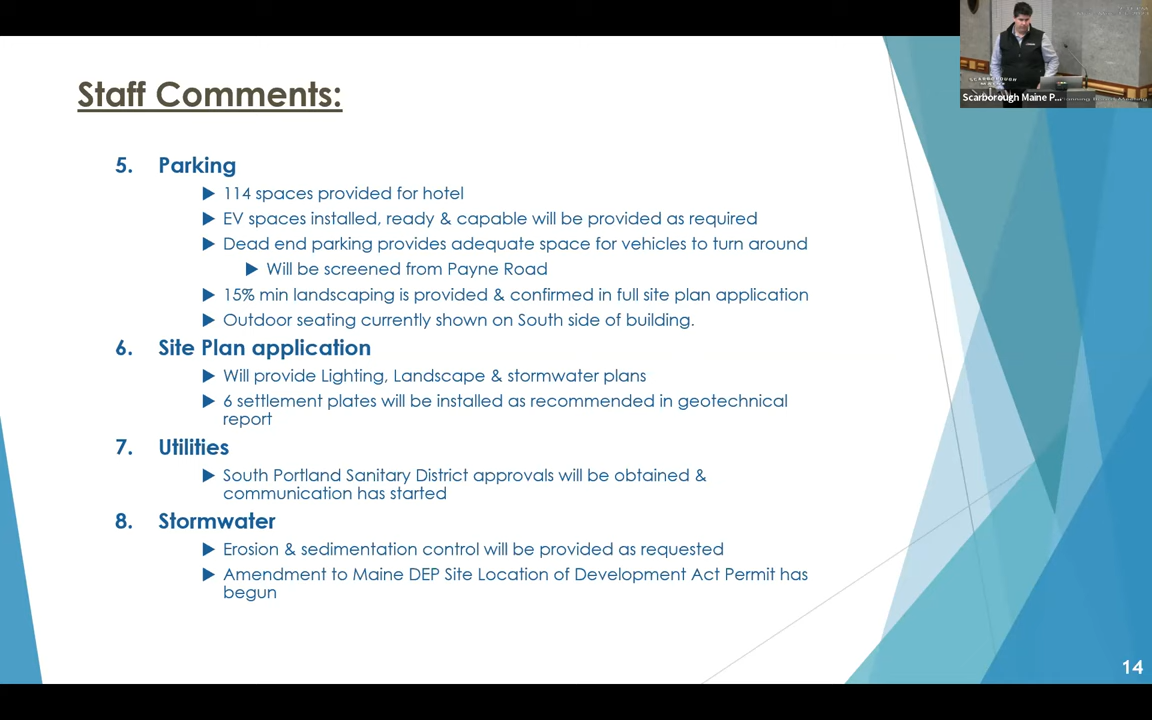 Staff Comments:
5. Parking
114 spaces provided for hotel
EV spaces installed, ready & capable will be provided as required
Dead end parking provides adequate space for vehicles to turn around
Will be screened from Payne Road
15% min landscaping is provided & confirmed in full site plan application
Outdoor seating currently shown on South side of building.
6. Site Plan application
Will provide Lighting, Landscape & stormwater plans
6 settlement plates will be installed as recommended in geotechnical
report
7. Utilities
South Portland Sanitary District approvals will be obtained &
communication has started
8. Stormwater
Erosion & sedimentation control will be provided as requested
Amendment to Maine DEP Site Location of Development Act Permit has
begun
14
SCARBOROUGH
Scarborough Maine P...